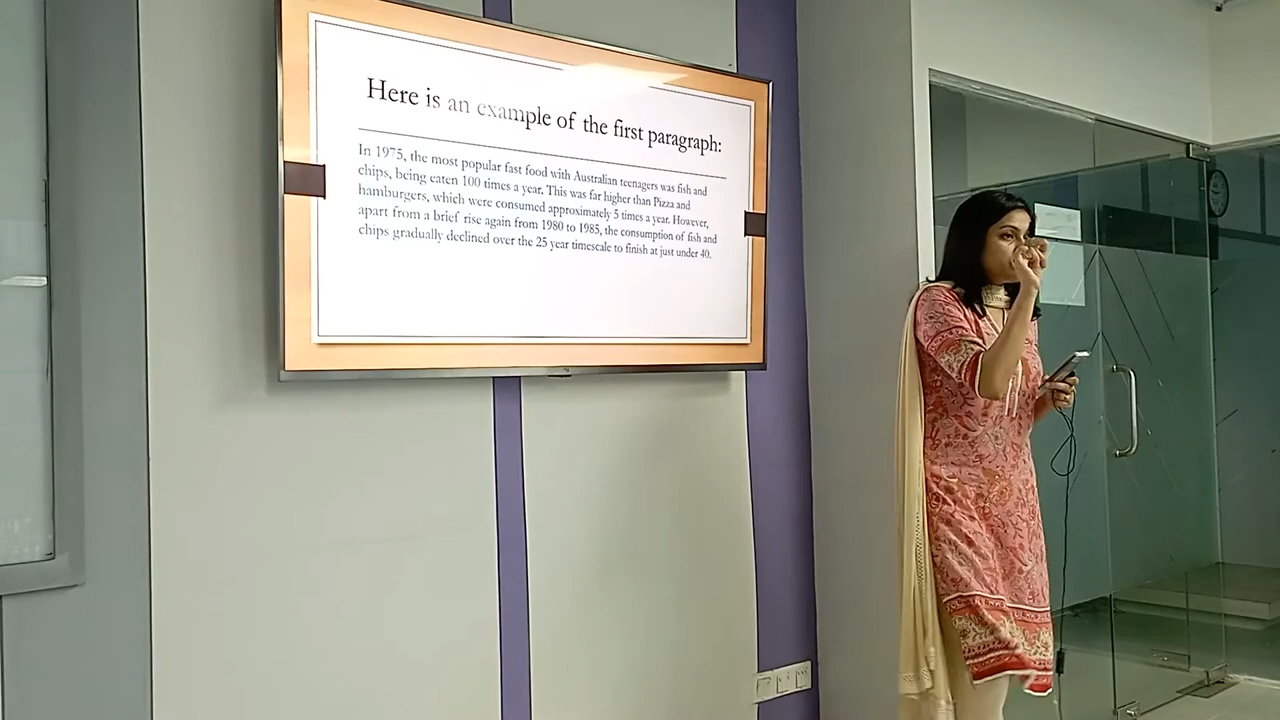 Here is an example of the first paragraph:
In 1975, the most popular fast food with Australian teenagers was fish and
chips, being eaten 100 times a year. This was far higher than Pizza and
hamburgers, which were consumed approximately 5 times a year. However,
apart from a brief rise again from 1980 to 1985, the consumption of fish and
chips gradually declined over the 25 year timescale to finish at just under 40.